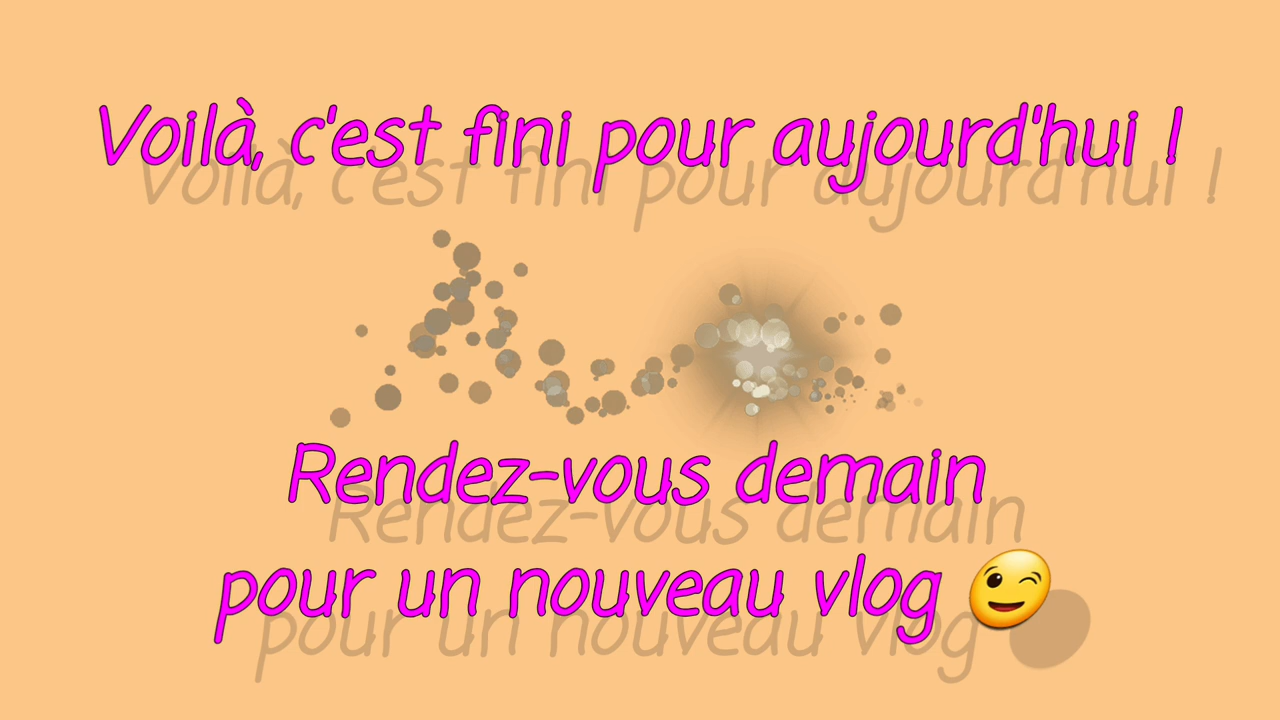 Voilà, c'est fini pour aujourd'hui !
Rendez-vous demain
pour un nouveau vlog 😉